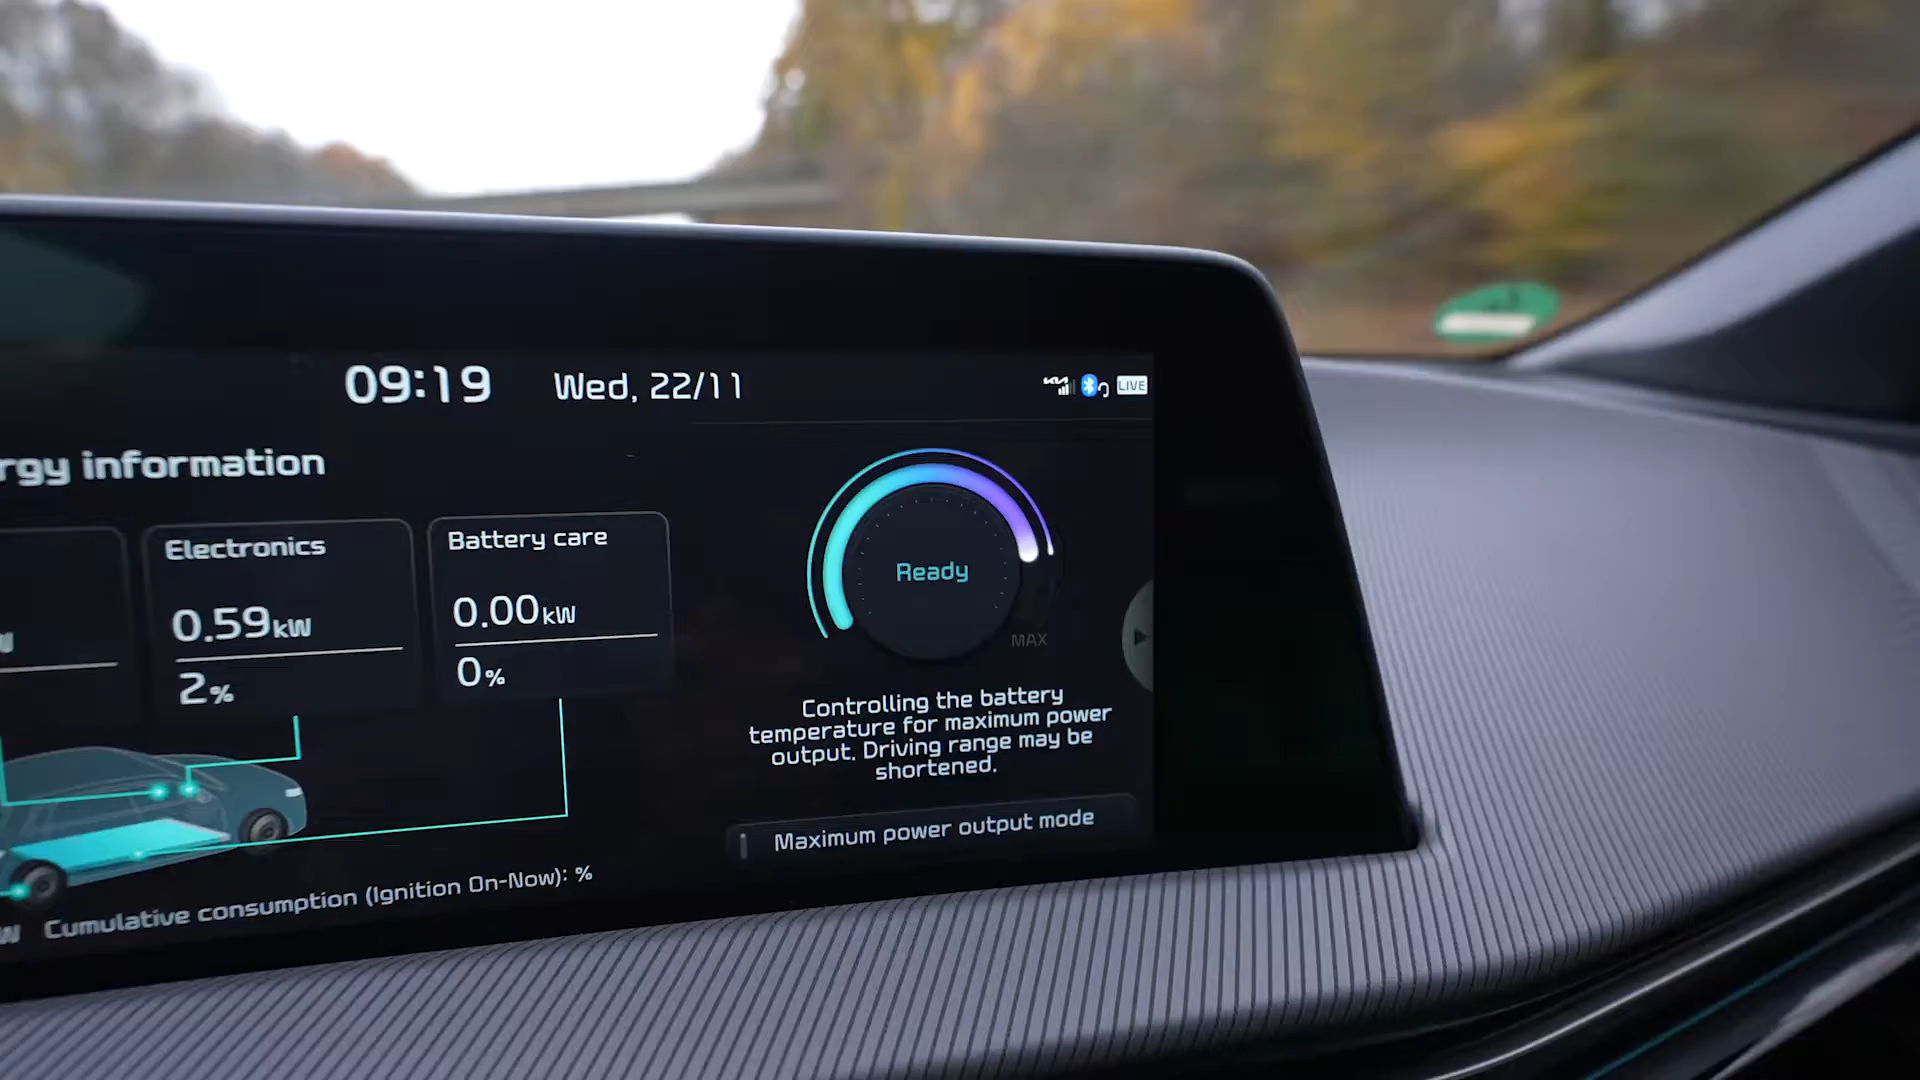 09:19 Wed, 22/11 LIVE
rgy information
Electronics
0.59kW
2%
Battery care
0.00kW
0%
Ready
MAX
Controlling the battery
temperature for maximum power
output. Driving range may be
shortened.
Maximum power output mode
W Cumulative consumption (Ignition On-Now): %